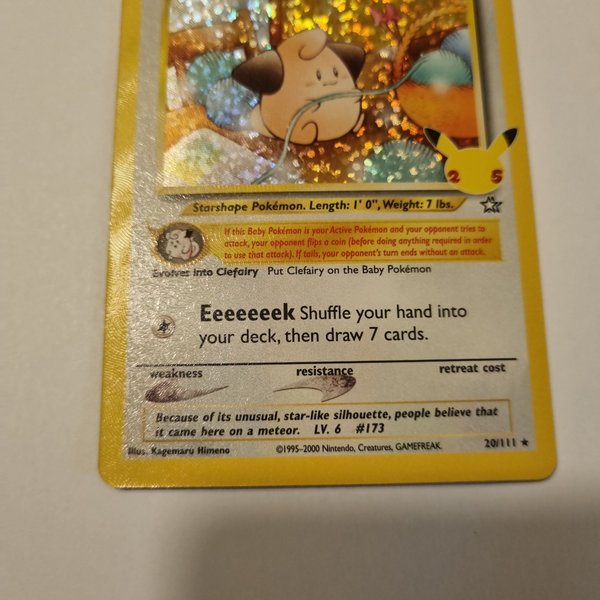 25
Starshape Pokémon. Length: 1' 0", Weight: 7 lbs.
If this Baby Pokémon is your Active Pokémon and your opponent tries to
attack, your opponent flips a coin (before doing anything required in order
to use that attack). If tails, your opponent's turn ends without an attack.
Evolves into Clefairy Put Clefairy on the Baby Pokémon
Eeeeeeek Shuffle your hand into
your deck, then draw 7 cards.
weakness resistance retreat cost
Because of its unusual, star-like silhouette, people believe that
it came here on a meteor. LV. 6 #173
Illus. Kagemaru Himeno ©1995-2000 Nintendo, Creatures, GAMEFREAK. 20/111 ★